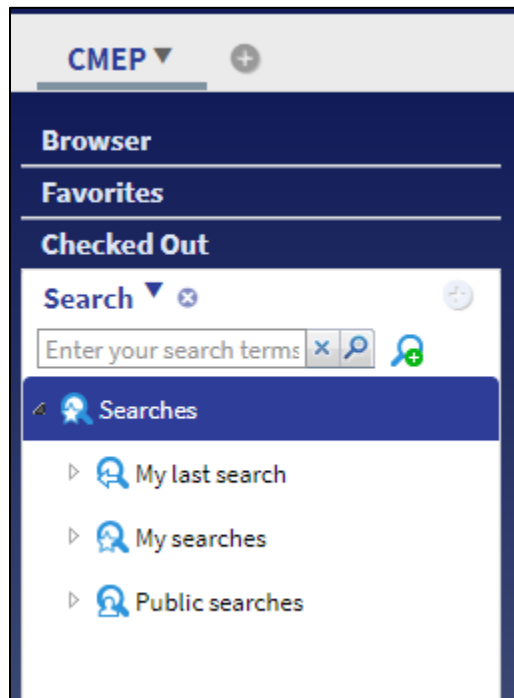 CMEP
Browser
Favorites
Checked Out
Search
Enter your search terms
Searches
My last search
My searches
Public searches